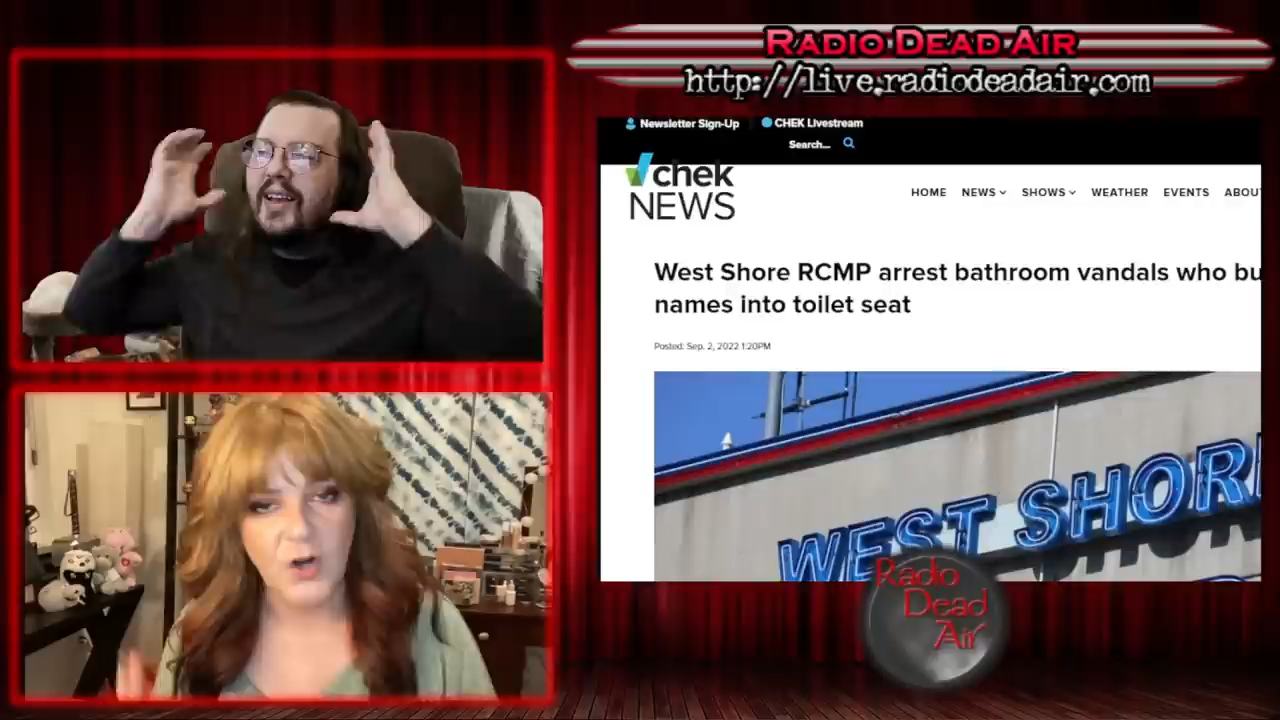 RADIO DEAD AIR
http://live.radiodeadair.com
Newsletter Sign-Up
CHEK Livestream
Search...
chek
NEWS
HOME
NEWS
SHOWS
WEATHER
EVENTS
ABOU
West Shore RCMP arrest bathroom vandals who bu
names into toilet seat
Posted: Sep. 2, 2022 1:20PM
WEST SHOR
Radio
Dead
Air